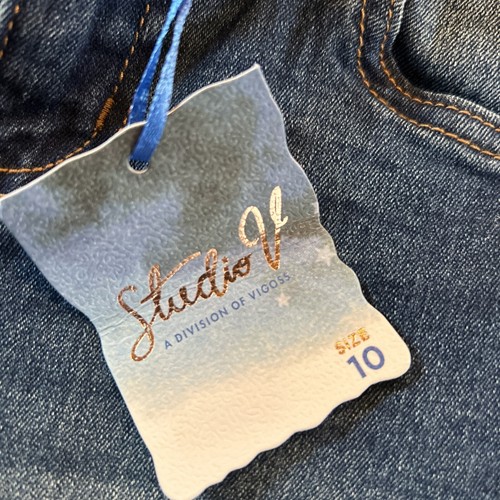 Studio V
A DIVISION OF VIGOSS
SIZE
10